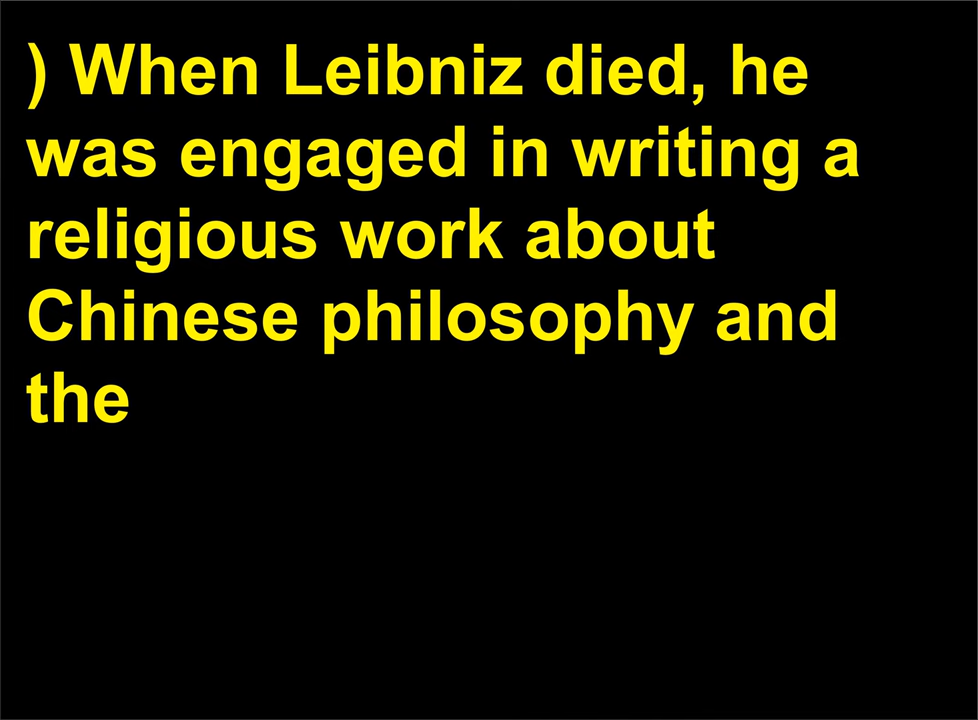 ) When Leibniz died, he
was engaged in writing a
religious work about
Chinese philosophy and
the